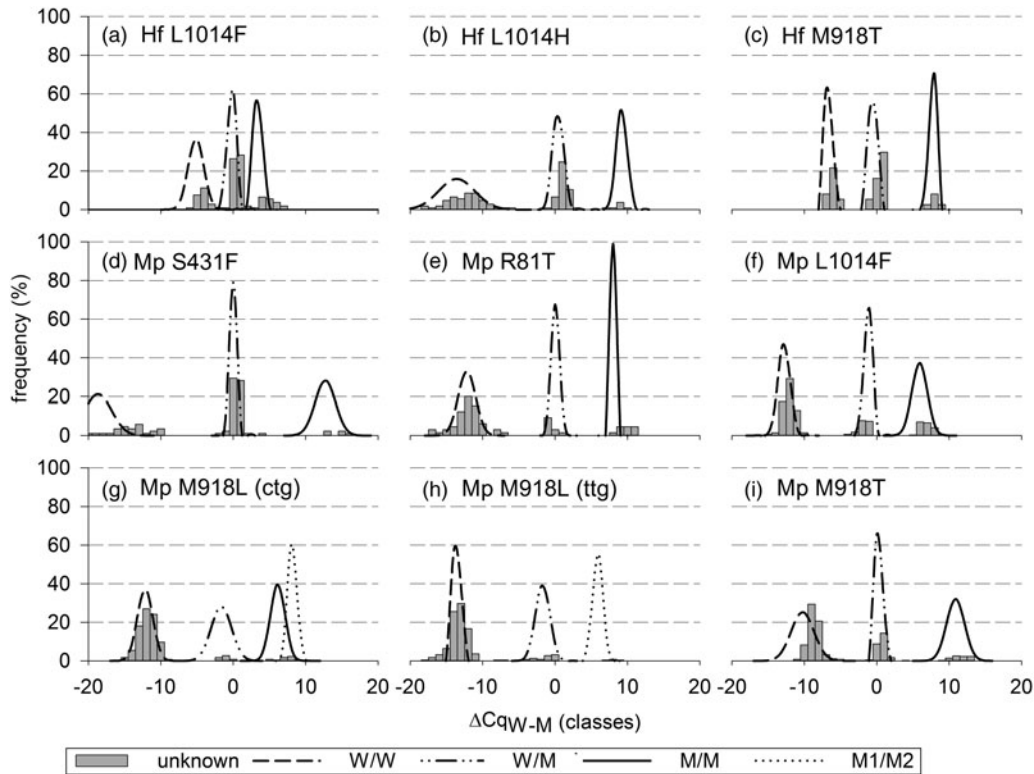 (a) Hf L1014F
(b) Hf L1014H
(c) Hf M918T
100
80
60
40
20
0
(d) Mp S431F
(e) Mp R81T
(f) Mp L1014F
100
80
60
40
20
0
frequency (%)
(g) Mp M918L (ctg)
(h) Mp M918L (ttg)
(i) Mp M918T
100
80
60
40
20
0
-20 -10 0 10 20
-20 -10 0 10 20
-20 -10 0 10 20
ΔCqW-M (classes)
unknown W/W W/M M/M M1/M2